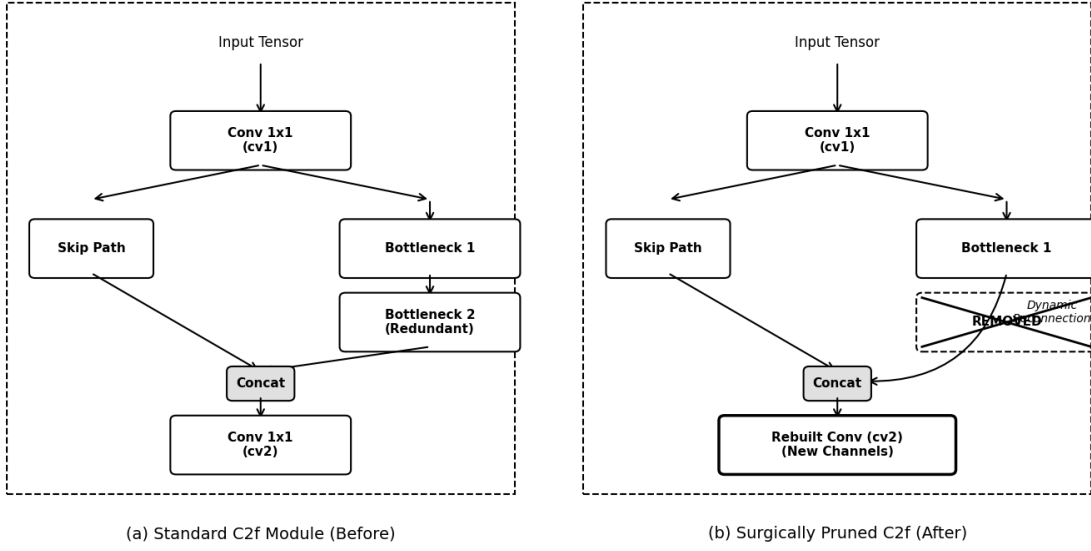 Input Tensor
Conv 1x1
(cv1)
Skip Path
Bottleneck 1
Bottleneck 2
(Redundant)
Concat
Conv 1x1
(cv2)
(a) Standard C2f Module (Before)
Input Tensor
Conv 1x1
(cv1)
Skip Path
Bottleneck 1
Dynamic
REMOVED
Concat
Rebuilt Conv (cv2)
(New Channels)
(b) Surgically Pruned C2f (After)